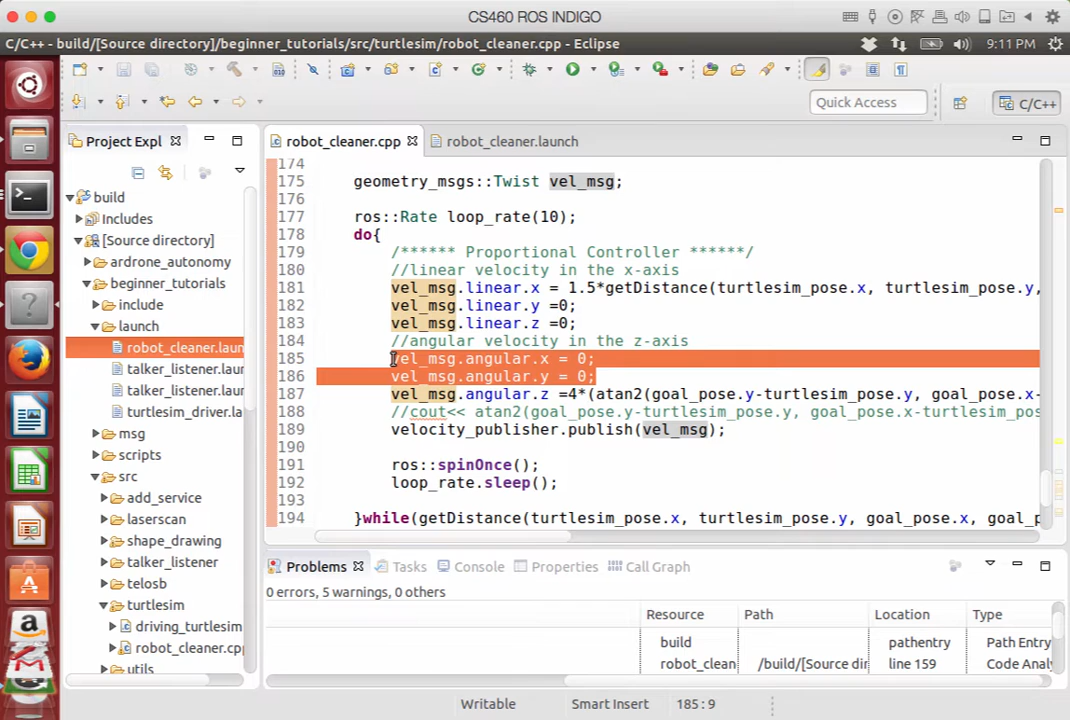 CS460 ROS INDIGO
C/C++ - build/[Source directory]/beginner_tutorials/src/turtlesim/robot_cleaner.cpp - Eclipse
9:11 PM
Quick Access
C/C++
Project Expl
robot_cleaner.cpp
robot_cleaner.launch
build
Includes
[Source directory]
ardrone_autonomy
beginner_tutorials
include
launch
robot_cleaner.laun
talker_listener.laun
talker_listener.laun
turtlesim_driver.la
msg
scripts
src
add_service
laserscan
shape_drawing
talker_listener
telosb
turtlesim
driving_turtlesim
robot_cleaner.cp
utils
174
175 geometry_msgs::Twist vel_msg;
176
177 ros::Rate loop_rate(10);
178 do{
179 /****** Proportional Controller ******/
180 //linear velocity in the x-axis
181 vel_msg.linear.x = 1.5*getDistance(turtlesim_pose.x, turtlesim_pose.y,
182 vel_msg.linear.y =0;
183 vel_msg.linear.z =0;
184 //angular velocity in the z-axis
185 vel_msg.angular.x = 0;
186 vel_msg.angular.y = 0;
187 vel_msg.angular.z =4*(atan2(goal_pose.y-turtlesim_pose.y, goal_pose.x-
188 //cout<< atan2(goal_pose.y-turtlesim_pose.y, goal_pose.x-turtlesim_pos
189 velocity_publisher.publish(vel_msg);
190
191 ros::spinOnce();
192 loop_rate.sleep();
193
194 }while(getDistance(turtlesim_pose.x, turtlesim_pose.y, goal_pose.x, goal_p
Problems
Tasks
Console
Properties
Call Graph
0 errors, 5 warnings, 0 others
Resource Path Location Type
build pathentry Path Entry
robot_clean /build/[Source dir line 159 Code Analy
Writable
Smart Insert
185:9